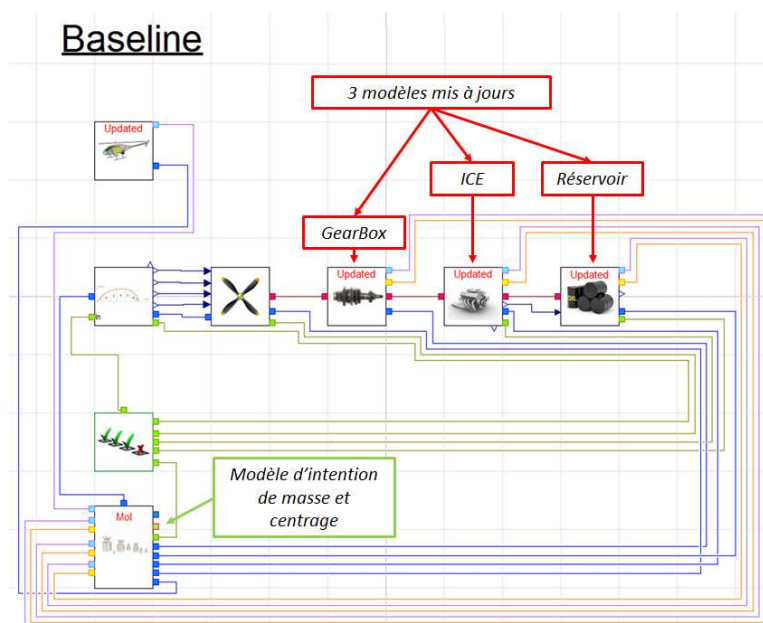 Baseline
3 modèles mis à jours
Updated
ICE
Réservoir
GearBox
Updated
Updated
Updated
in
Modèle d'intention
de masse et
centrage
MoI